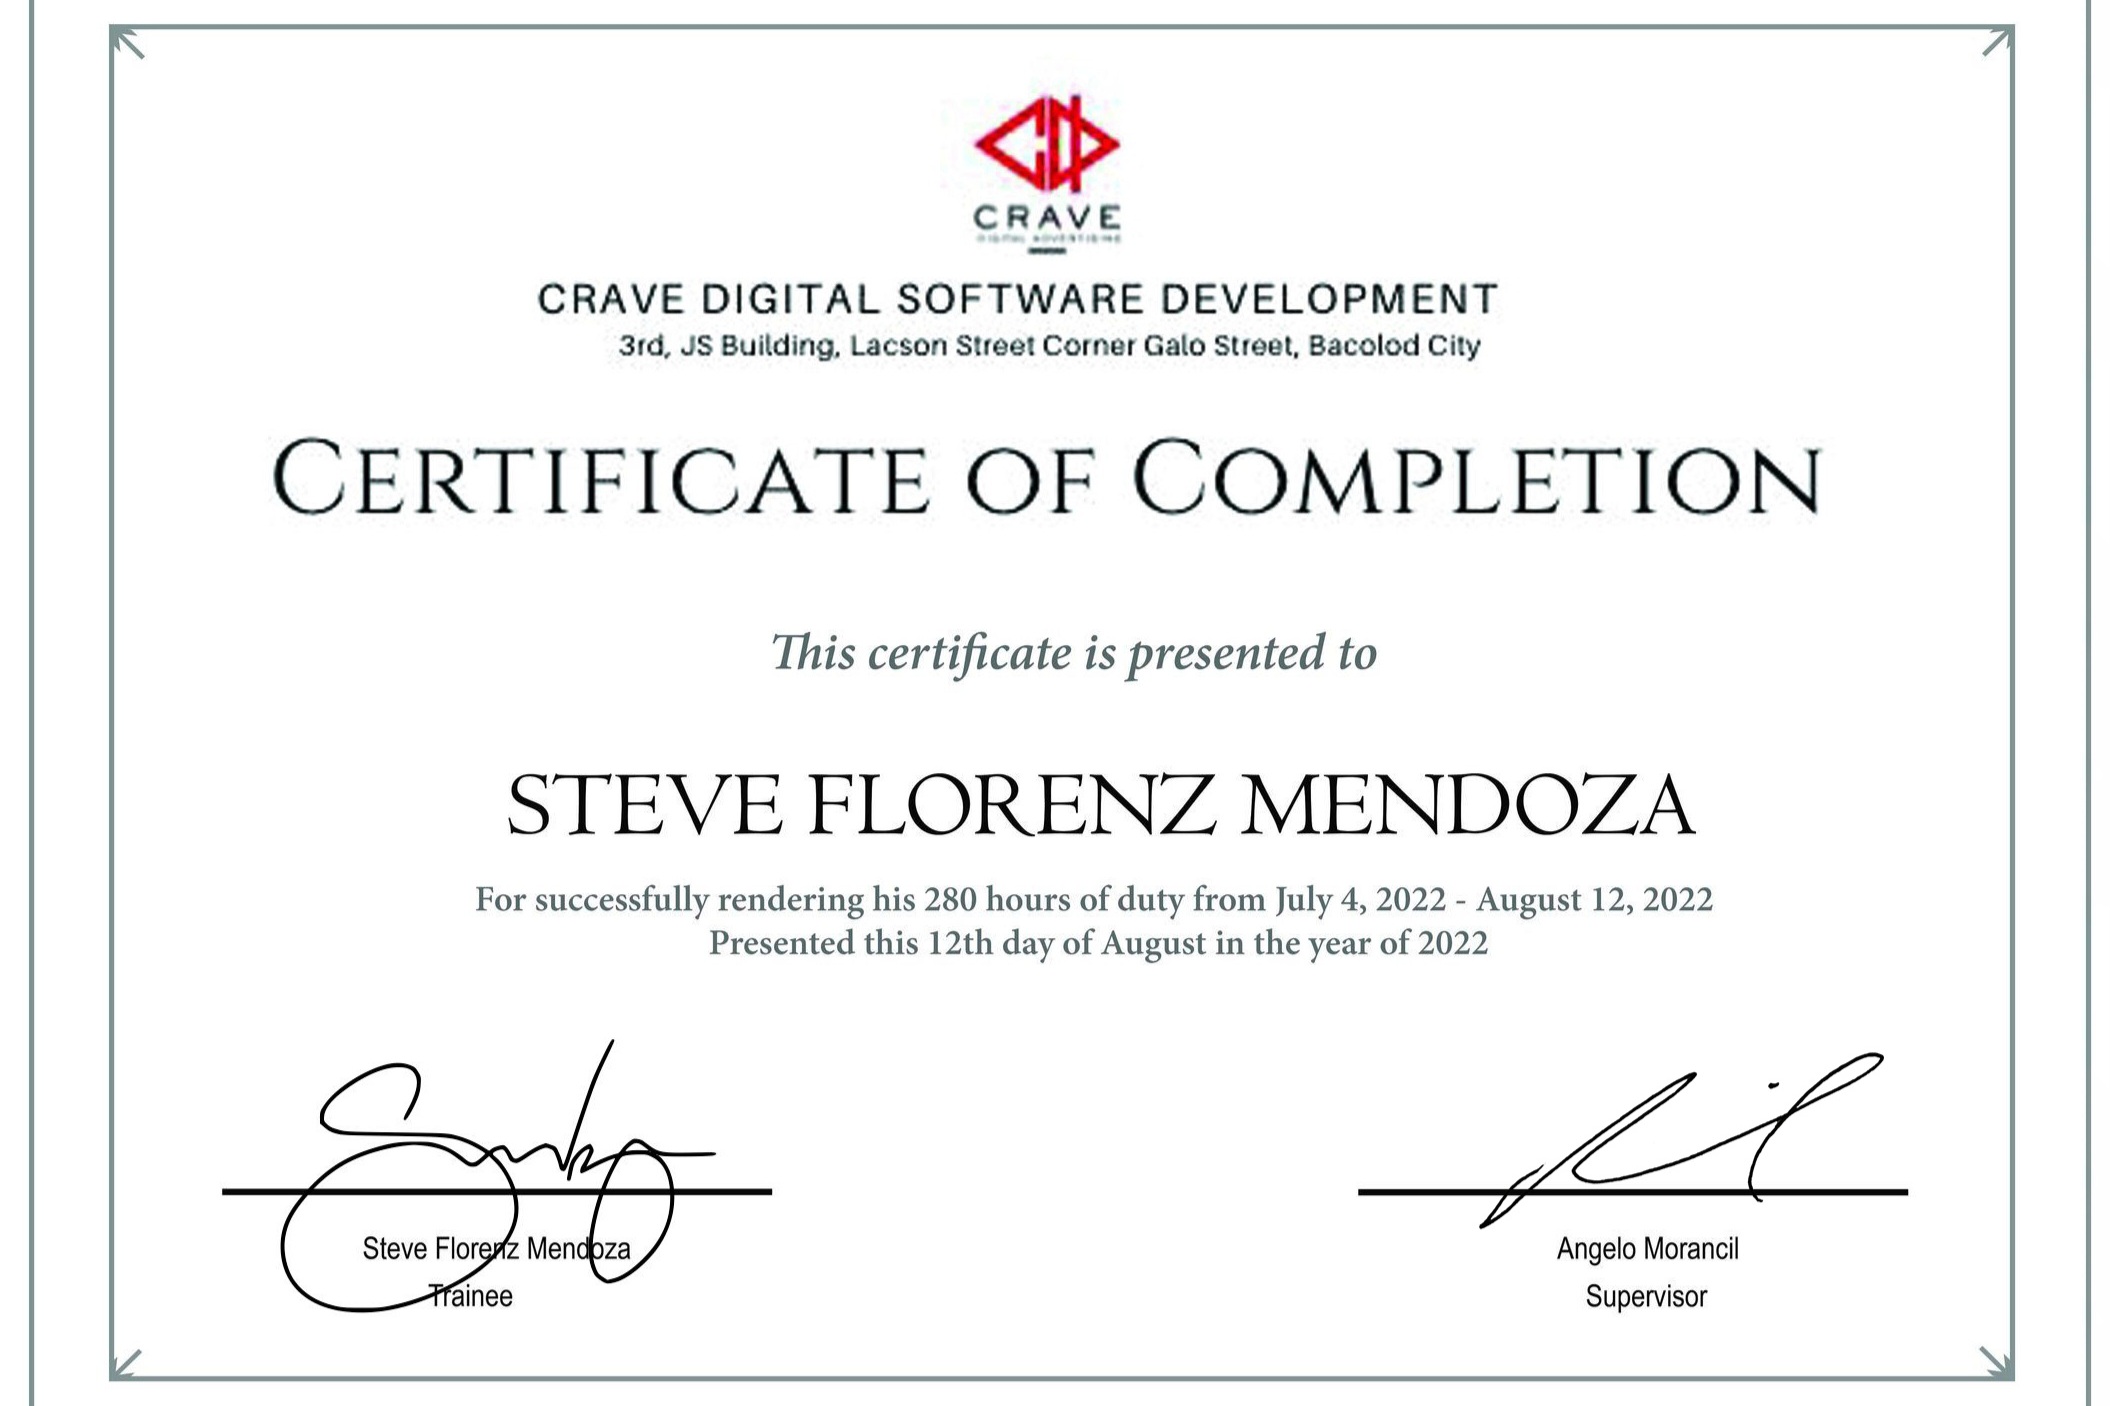 CRAVE
DIGITAL ADVERTISING
CRAVE DIGITAL SOFTWARE DEVELOPMENT
3rd, JS Building, Lacson Street Corner Galo Street, Bacolod City
CERTIFICATE OF COMPLETION
This certificate is presented to
STEVE FLORENZ MENDOZA
For successfully rendering his 280 hours of duty from July 4, 2022 - August 12, 2022
Presented this 12th day of August in the year of 2022
Steve Florenz Mendoza
Trainee
Angelo Morancil
Supervisor